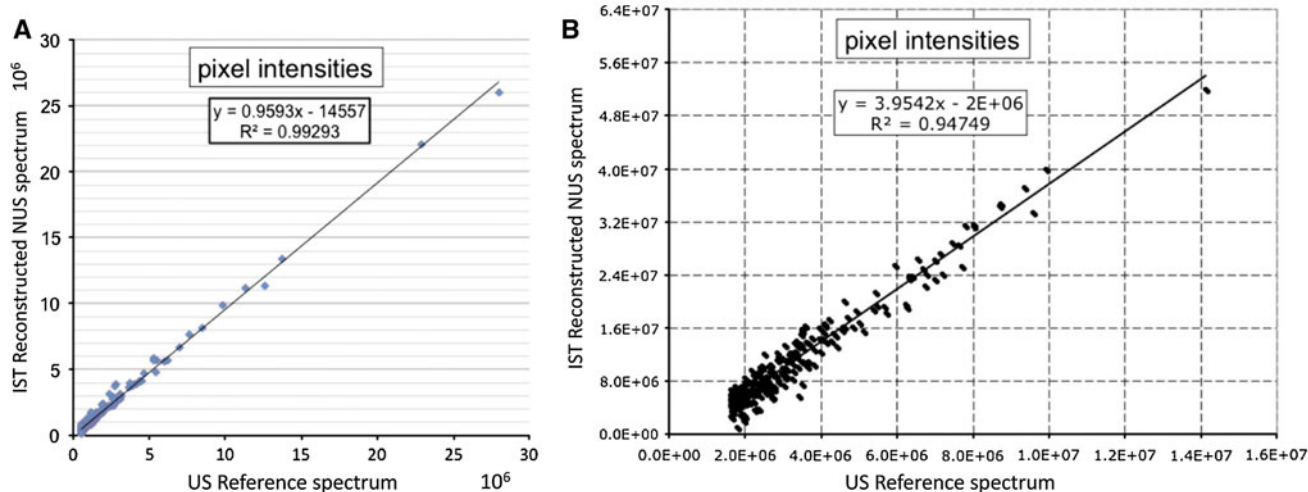 A
30
25
20
15
10
5
0
IST Reconstructed NUS spectrum 10⁶
pixel intensities
y = 0.9593x - 14557
R² = 0.99293
0 5 10 15 20 25 30
US Reference spectrum 10⁶
B
6.4E+07
5.6E+07
4.8E+07
4.0E+07
3.2E+07
2.4E+07
1.6E+07
8.0E+06
0.0E+00
IST Reconstructed NUS spectrum
pixel intensities
y = 3.9542x - 2E+06
R² = 0.94749
0.0E+00 2.0E+06 4.0E+06 6.0E+06 8.0E+06 1.0E+07 1.2E+07 1.4E+07 1.6E+07
US Reference spectrum